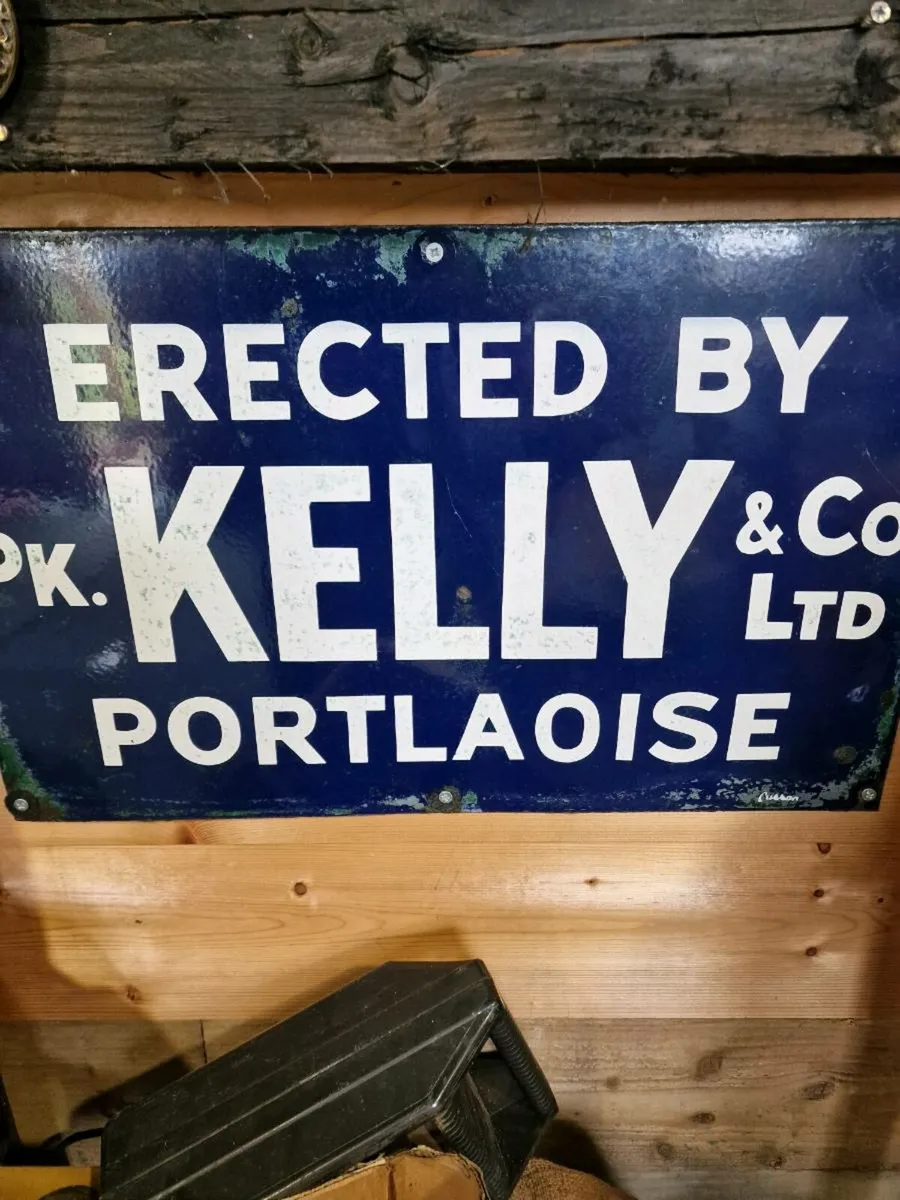 ERECTED BY
PK. KELLY & Co
LTD
PORTLAOISE